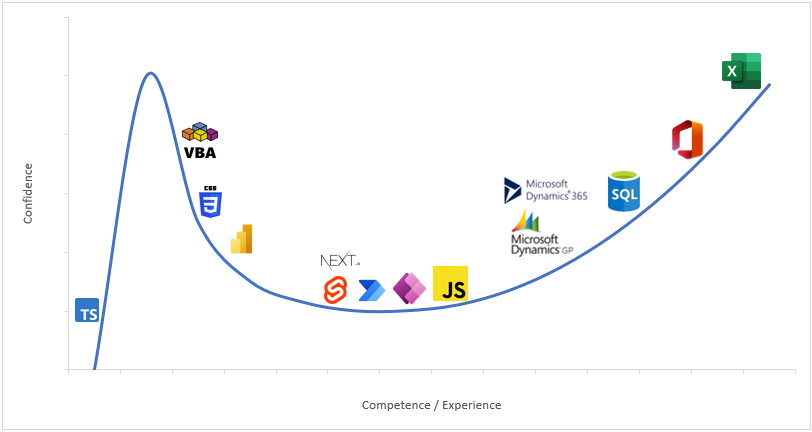 X
VBA
CSS
3
Microsoft
Dynamics® 365
SQL
Microsoft
Dynamics® GP
NEXT.JS
JS
TS
Confidence
Competence / Experience